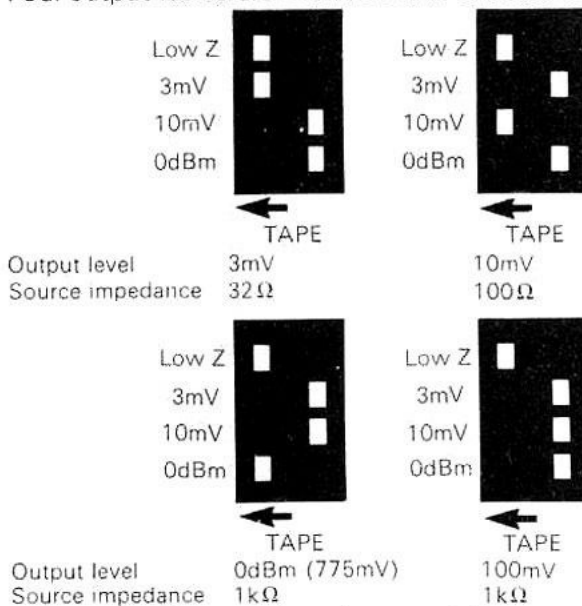 Low Z Low Z
3mV 3mV
10mV 10mV
0dBm 0dBm
TAPE TAPE
Output level 3mV 10mV
Source impedance 32Ω 100Ω
Low Z Low Z
3mV 3mV
10mV 10mV
0dBm 0dBm
TAPE TAPE
Output level 0dBm (775mV) 100mV
Source impedance 1kΩ 1kΩ